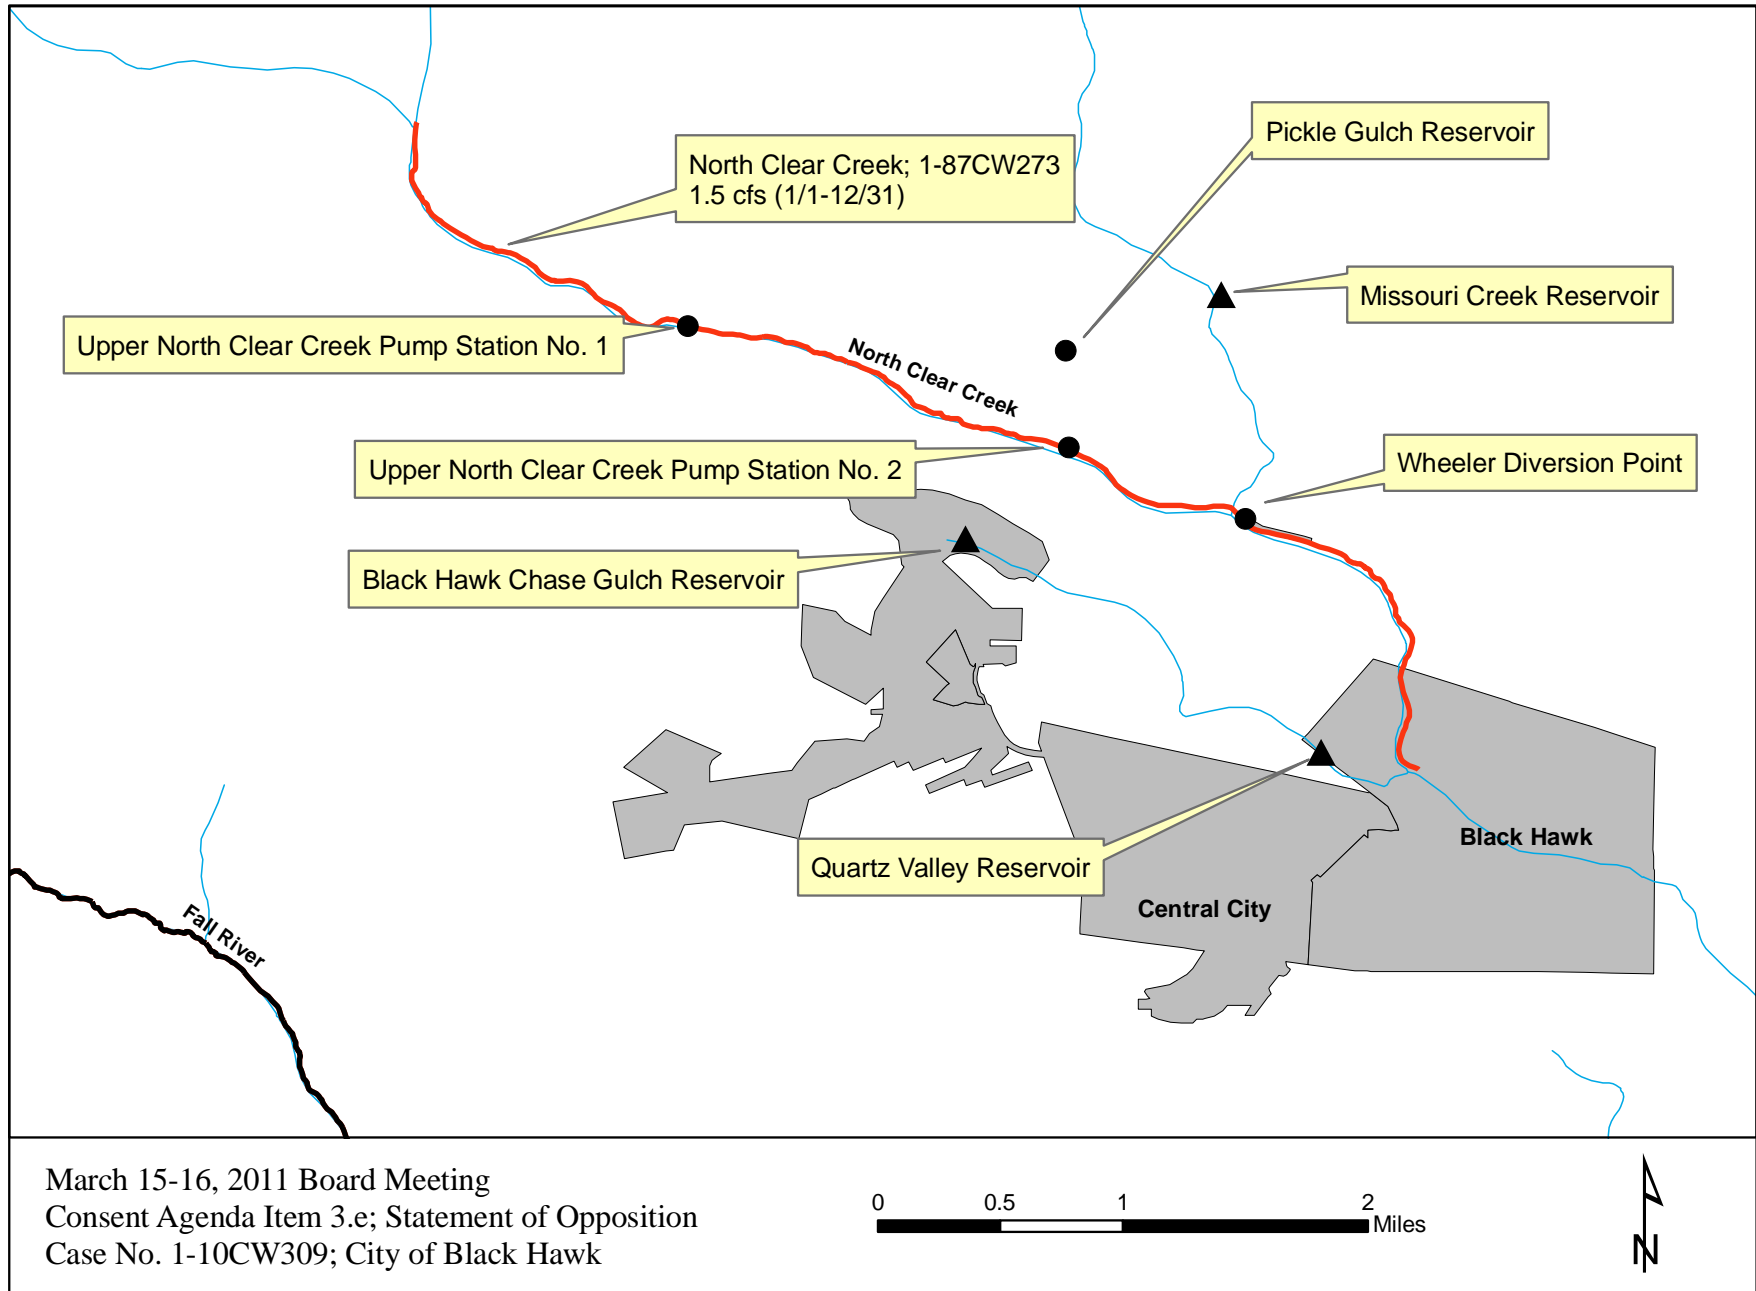 Pickle Gulch Reservoir
North Clear Creek; 1-87CW273
1.5 cfs (1/1-12/31)
Missouri Creek Reservoir
Upper North Clear Creek Pump Station No. 1
North Clear Creek
Upper North Clear Creek Pump Station No. 2
Wheeler Diversion Point
Black Hawk Chase Gulch Reservoir
Black Hawk
Quartz Valley Reservoir
Central City
Fall River
March 15-16, 2011 Board Meeting
Consent Agenda Item 3.e; Statement of Opposition
Case No. 1-10CW309; City of Black Hawk
0 0.5 1 2
Miles
N